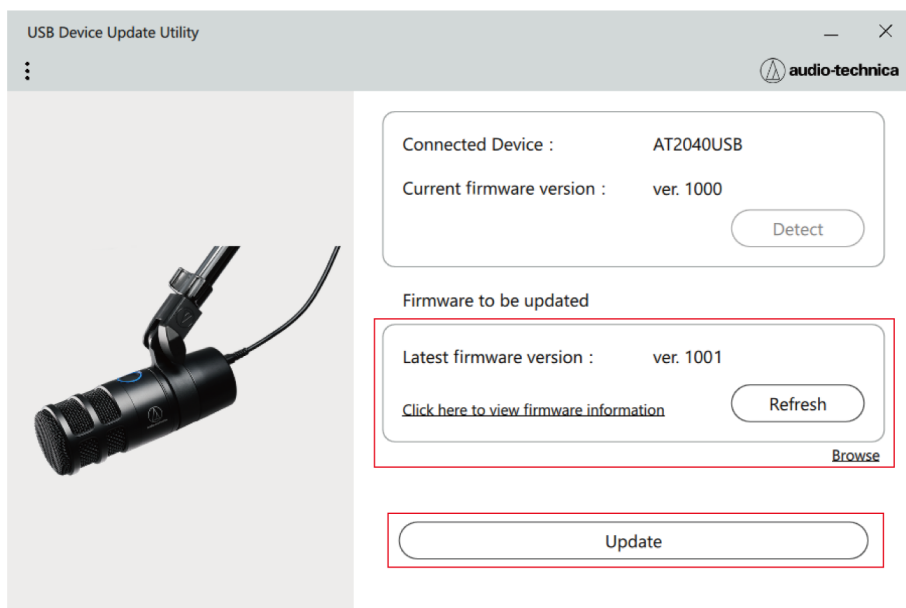 USB Device Update Utility
audio-technica
Connected Device : AT2040USB
Current firmware version : ver. 1000
Detect
Firmware to be updated
Latest firmware version : ver. 1001
Click here to view firmware information Refresh
Browse
Update